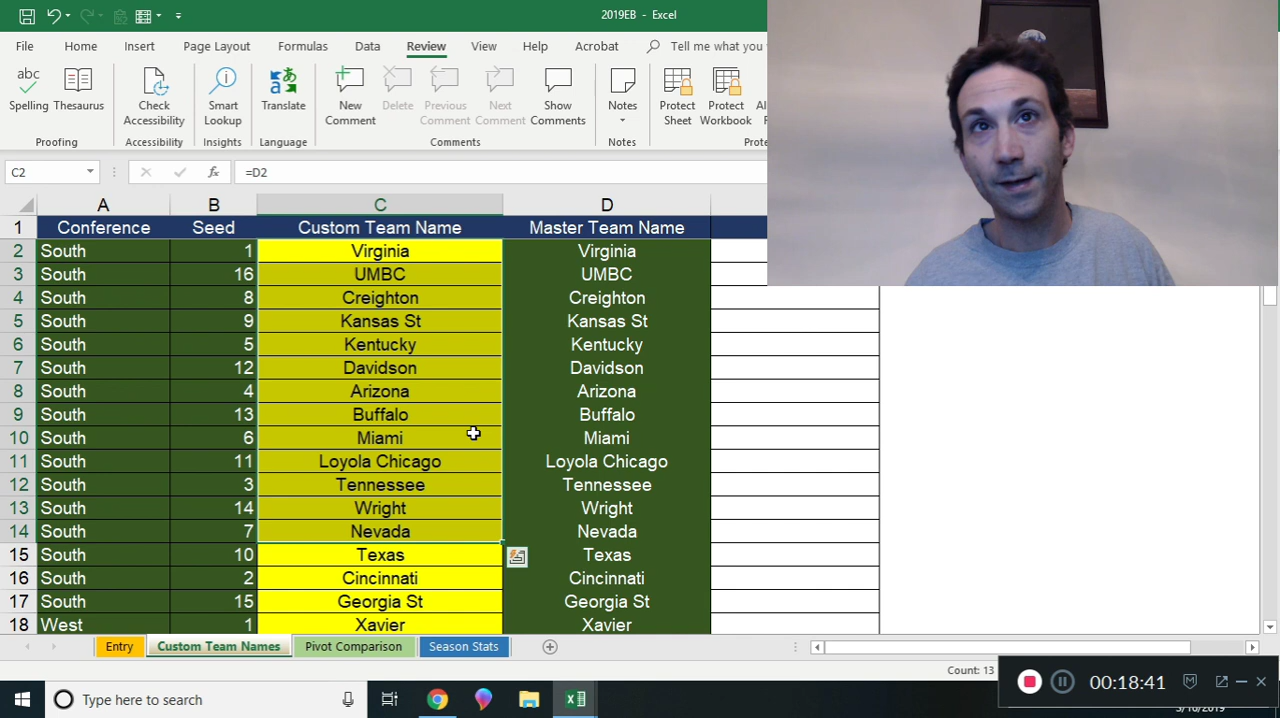 2019EB - Excel
File Home Insert Page Layout Formulas Data Acrobat Review View Help Tell me what you
abc
Spelling Thesaurus Check Accessibility Smart Lookup Translate New Comment Delete Previous Comment Next Comment Show Comments Notes Protect Sheet Protect Workbook
Proofing Accessibility Insights Language Comments Notes
C2 fx =D2
A B C D
1 Conference Seed Custom Team Name Master Team Name
2 South 1 Virginia Virginia
3 South 16 UMBC UMBC
4 South 8 Creighton Creighton
5 South 9 Kansas St Kansas St
6 South 5 Kentucky Kentucky
7 South 12 Davidson Davidson
8 South 4 Arizona Arizona
9 South 13 Buffalo Buffalo
10 South 6 Miami Miami
11 South 11 Loyola Chicago Loyola Chicago
12 South 3 Tennessee Tennessee
13 South 14 Wright Wright
14 South 7 Nevada Nevada
15 South 10 Texas Texas
16 South 2 Cincinnati Cincinnati
17 South 15 Georgia St Georgia St
18 West 1 Xavier Xavier
Entry Custom Team Names Pivot Comparison Season Stats
Count: 13
00:18:41
Type here to search